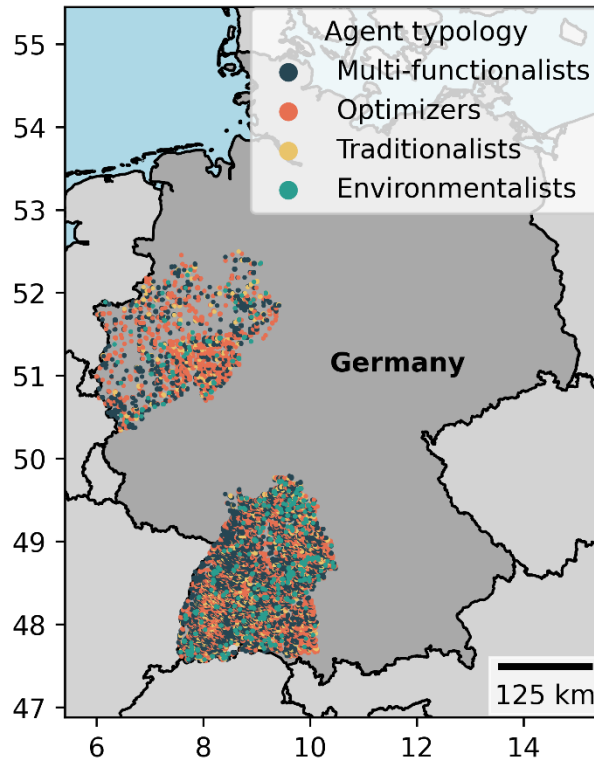 Agent typology
Multi-functionalists
Optimizers
Traditionalists
Environmentalists
55
54
53
52
51
50
49
48
47
Germany
125 km
6
8
10
12
14